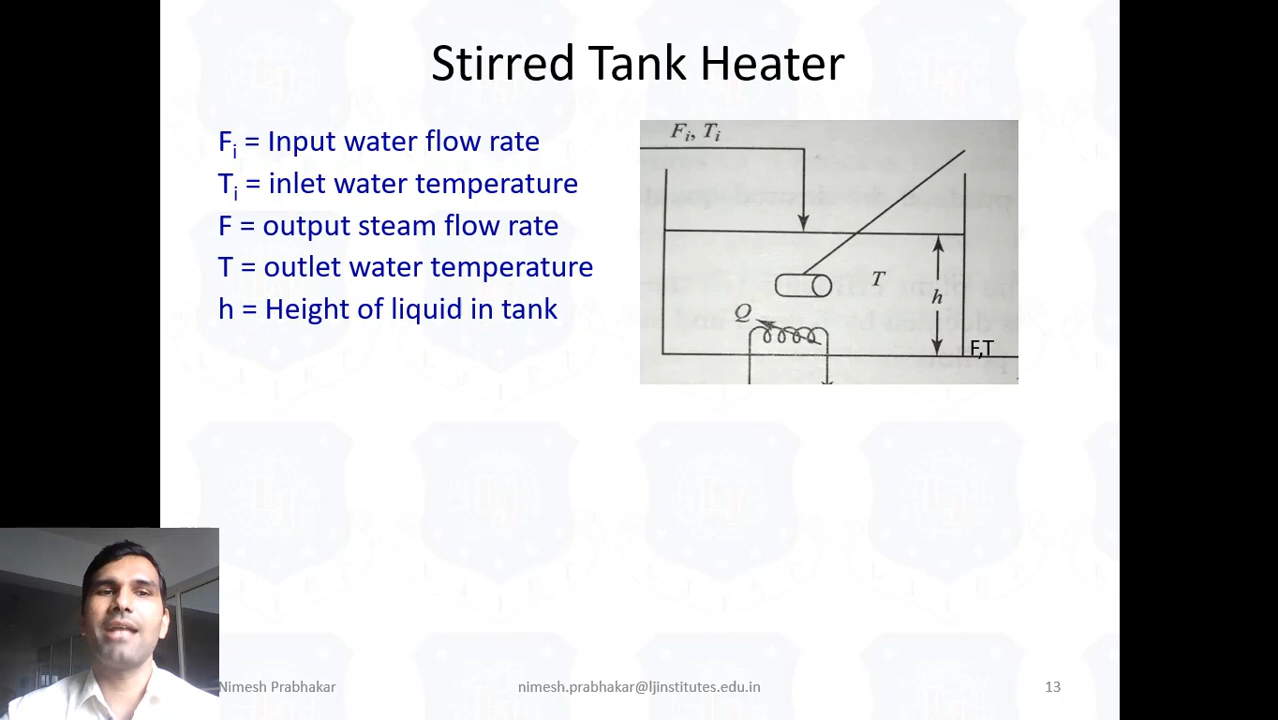 Stirred Tank Heater
Fi = Input water flow rate
Ti = inlet water temperature
F = output steam flow rate
T = outlet water temperature
h = Height of liquid in tank
Fi, Ti
T
h
Q
F,T
Nimesh Prabhakar
nimesh.prabhakar@ljinstitutes.edu.in
13